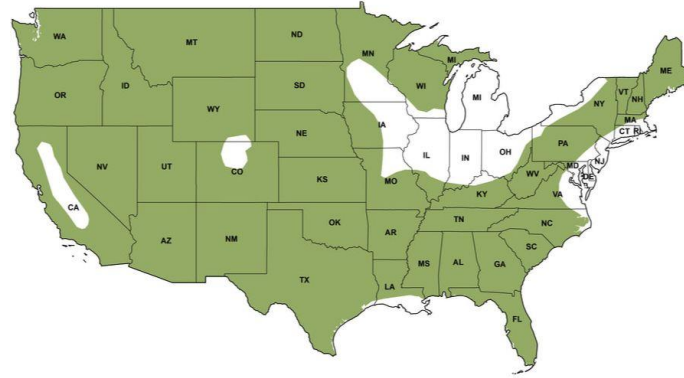 WA
MT
ND
MN
MI
ME
OR
ID
WY
SD
WI
MI
VT
NH
NY
MA
CT
RI
NV
UT
CO
NE
IA
IL
IN
OH
PA
NJ
MD
DE
CA
KS
MO
WV
VA
KY
AZ
NM
OK
AR
TN
NC
SC
TX
LA
MS
AL
GA
FL